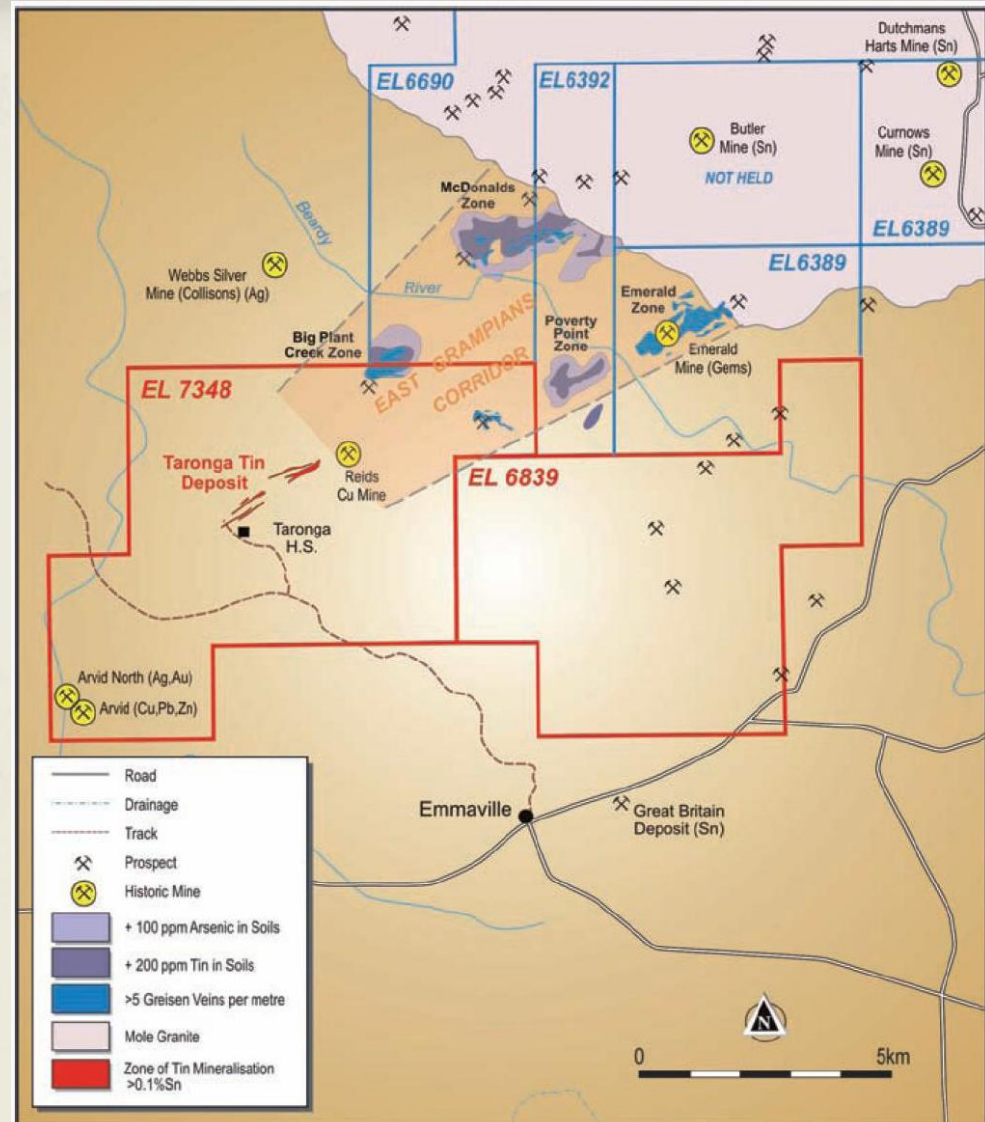 Dutchmans
Harts Mine (Sn)
EL6690
EL6392
Butler
Mine (Sn)
NOT HELD
Curnows
Mine (Sn)
McDonalds
Zone
Beardy
River
EL6389
EL6389
Webbs Silver
Mine (Collisons) (Ag)
Emerald
Zone
Poverty
Point
Zone
Big Plant
Creek Zone
Emerald
Mine (Gems)
EAST GRAMPIANS
CORRIDOR
EL 7348
Taronga Tin
Deposit
Reids
Cu Mine
EL 6839
Taronga
H.S.
Arvid North (Ag,Au)
Arvid (Cu,Pb,Zn)
Emmaville
Great Britain
Deposit (Sn)
Road
Drainage
Track
Prospect
Historic Mine
+ 100 ppm Arsenic in Soils
+ 200 ppm Tin in Soils
>5 Greisen Veins per metre
Mole Granite
Zone of Tin Mineralisation
>0.1%Sn
N
0 5km